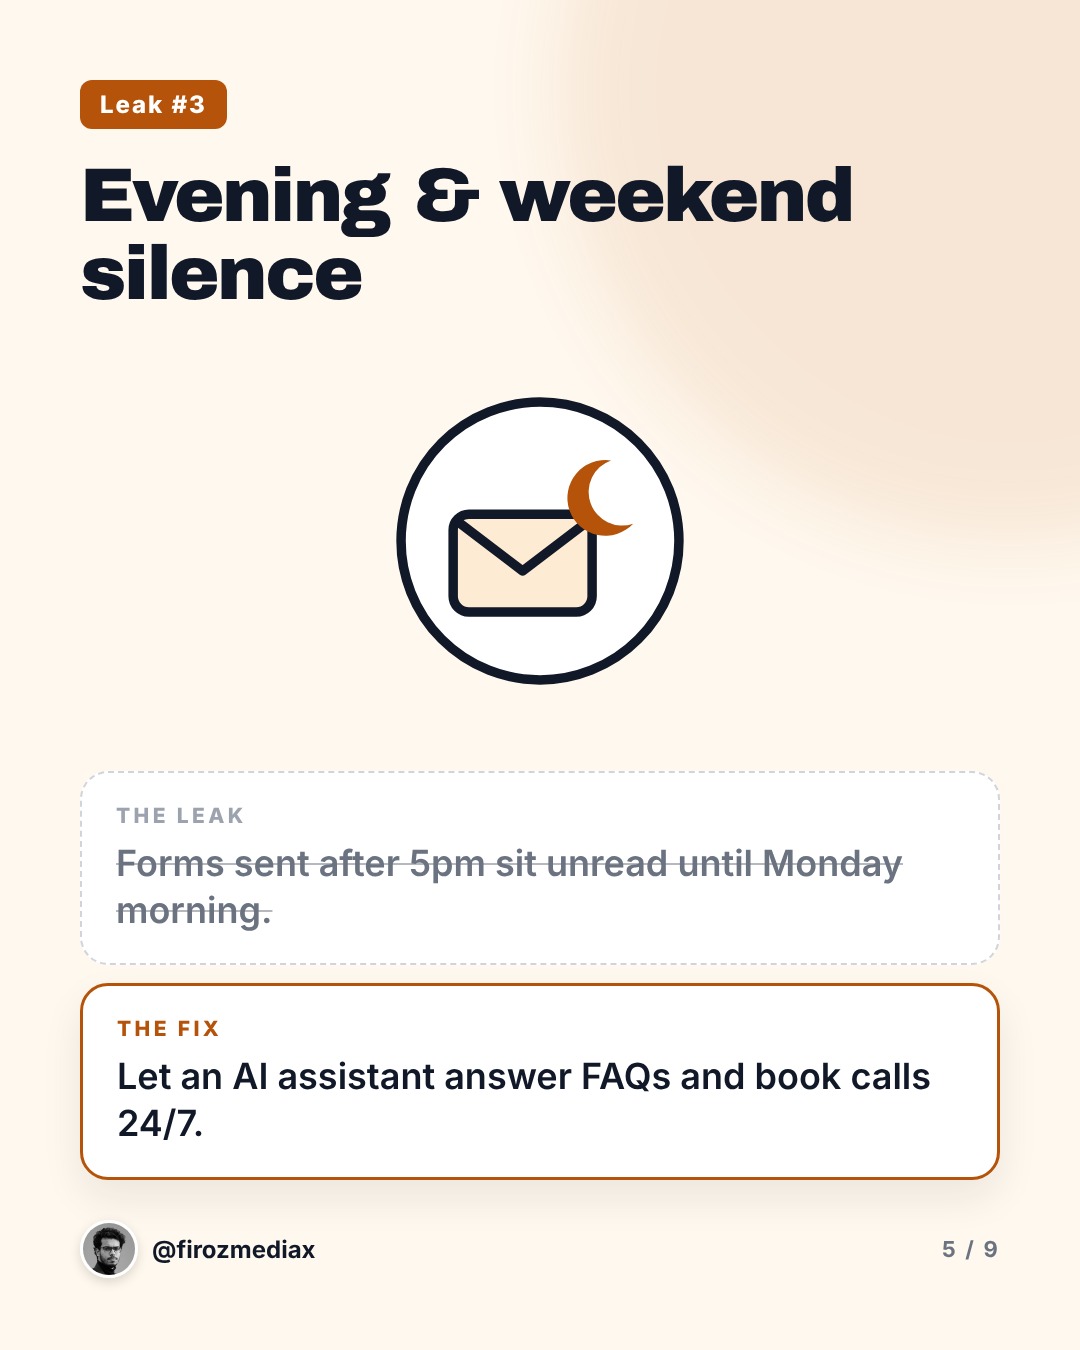 Leak #3
Evening & weekend
silence
THE LEAK
Forms sent after 5pm sit unread until Monday
morning.
THE FIX
Let an AI assistant answer FAQs and book calls
24/7.
@firozmediax
5 / 9